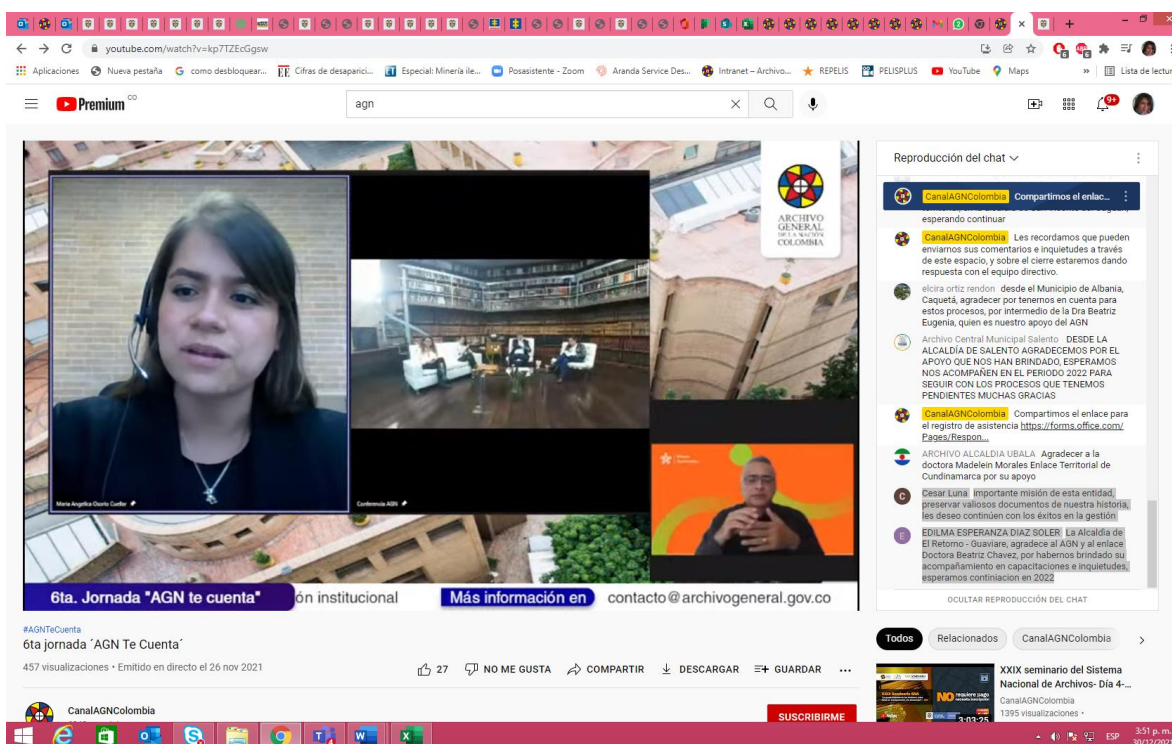 youtube.com/watch?v=kp7TZEcGgsw
Aplicaciones
Nueva pestaña
como desbloquear...
Cifras de desaparici...
Especial: Minería ile...
Posasistente - Zoom
Aranda Service Des...
Intranet – Archivo...
REPELIS
PELISPLUS
YouTube
Maps
»
Lista de lectur
Premium CO
agn
9+
ARCHIVO
GENERAL
DE LA NACIÓN
COLOMBIA
Maria Angelica Osorio Cuellar
Conferencia AGN
6ta. Jornada "AGN te cuenta"
ón institucional
Más información en
contacto@archivogeneral.gov.co
Reproducción del chat
CanalAGNColombia Compartimos el enlac...
esperando continuar
CanalAGNColombia Les recordamos que pueden
enviarnos sus comentarios e inquietudes a través
de este espacio, y sobre el cierre estaremos dando
respuesta con el equipo directivo.
elcira ortiz rendon desde el Municipio de Albania,
Caquetá, agradecer por tenernos en cuenta para
estos procesos, por intermedio de la Dra Beatriz
Eugenia, quien es nuestro apoyo del AGN
Archivo Central Municipal Salento DESDE LA
ALCALDÍA DE SALENTO AGRADECEMOS POR EL
APOYO QUE NOS HAN BRINDADO, ESPERAMOS
NOS ACOMPAÑEN EN EL PERIODO 2022 PARA
SEGUIR CON LOS PROCESOS QUE TENEMOS
PENDIENTES MUCHAS GRACIAS
CanalAGNColombia Compartimos el enlace para
el registro de asistencia https://forms.office.com/
Pages/Respon...
ARCHIVO ALCALDIA UBALA Agradecer a la
doctora Madelein Morales Enlace Territorial de
Cundinamarca por su apoyo
C
Cesar Luna importante misión de esta entidad,
preservar valiosos documentos de nuestra historia,
les deseo continúen con los éxitos en la gestión
E
EDILMA ESPERANZA DIAZ SOLER La Alcaldia de
El Retorno - Guaviare, agradece al AGN y al enlace
Doctora Beatriz Chavez, por habernos brindado su
acompañamiento en capacitaciones e inquietudes,
esperamos continiacion en 2022
OCULTAR REPRODUCCIÓN DEL CHAT
#AGNTeCuenta
6ta jornada ´AGN Te Cuenta´
457 visualizaciones • Emitido en directo el 26 nov 2021
27
NO ME GUSTA
COMPARTIR
DESCARGAR
GUARDAR
CanalAGNColombia
SUSCRIBIRME
Todos
Relacionados
CanalAGNColombia
NO requiere pago
3:03:25
XXIX seminario del Sistema
Nacional de Archivos- Día 4-...
CanalAGNColombia
1395 visualizaciones •
ESP
3:51 p. m.